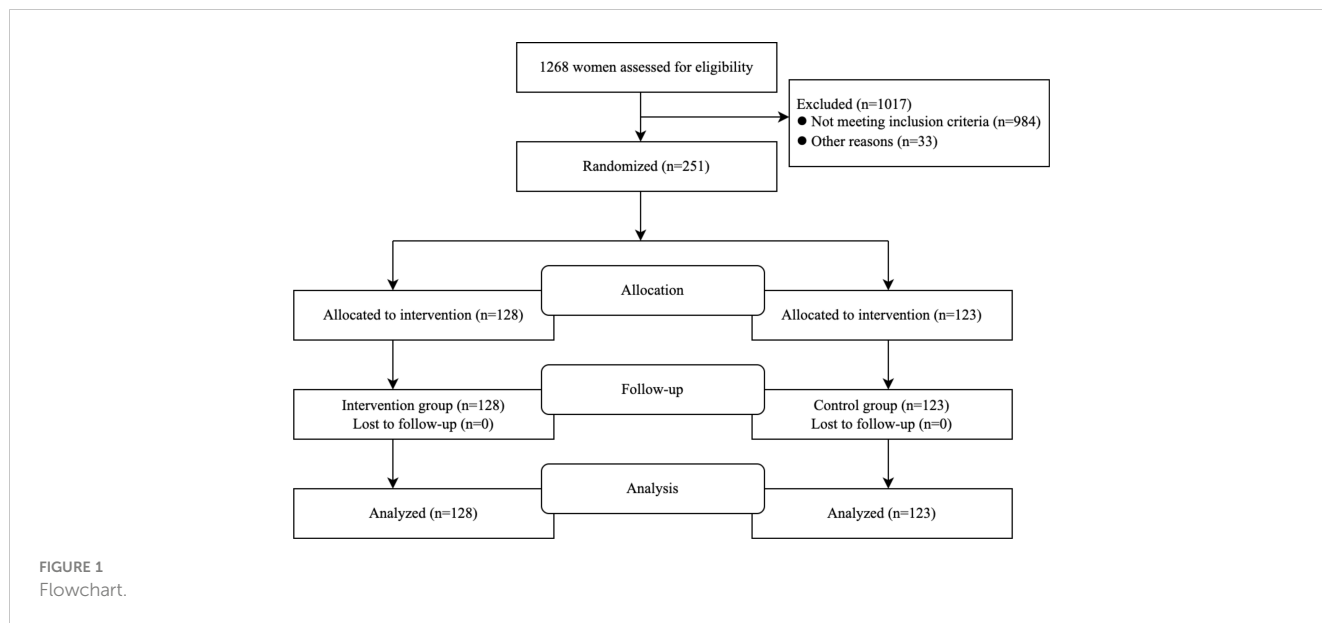 1268 women assessed for eligibility
Excluded (n=1017)
● Not meeting inclusion criteria (n=984)
● Other reasons (n=33)
Randomized (n=251)
Allocation
Allocated to intervention (n=128)
Allocated to intervention (n=123)
Follow-up
Intervention group (n=128)
Lost to follow-up (n=0)
Control group (n=123)
Lost to follow-up (n=0)
Analysis
Analyzed (n=128)
Analyzed (n=123)
FIGURE 1
Flowchart.